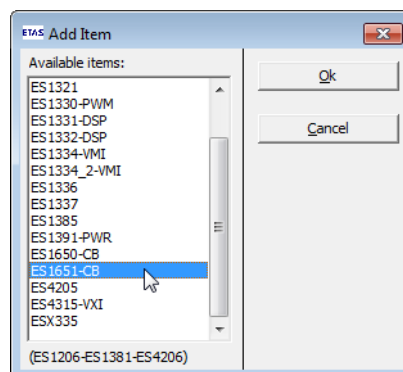 ETAS Add Item
Available items:
ES1321
ES1330-PWM
ES1331-DSP
ES1332-DSP
ES1334-VMI
ES1334_2-VMI
ES1336
ES1337
ES1385
ES1391-PWR
ES1650-CB
ES1651-CB
ES4205
ES4315-VXI
ESX335
(ES1206-ES1381-ES4206)
Ok
Cancel